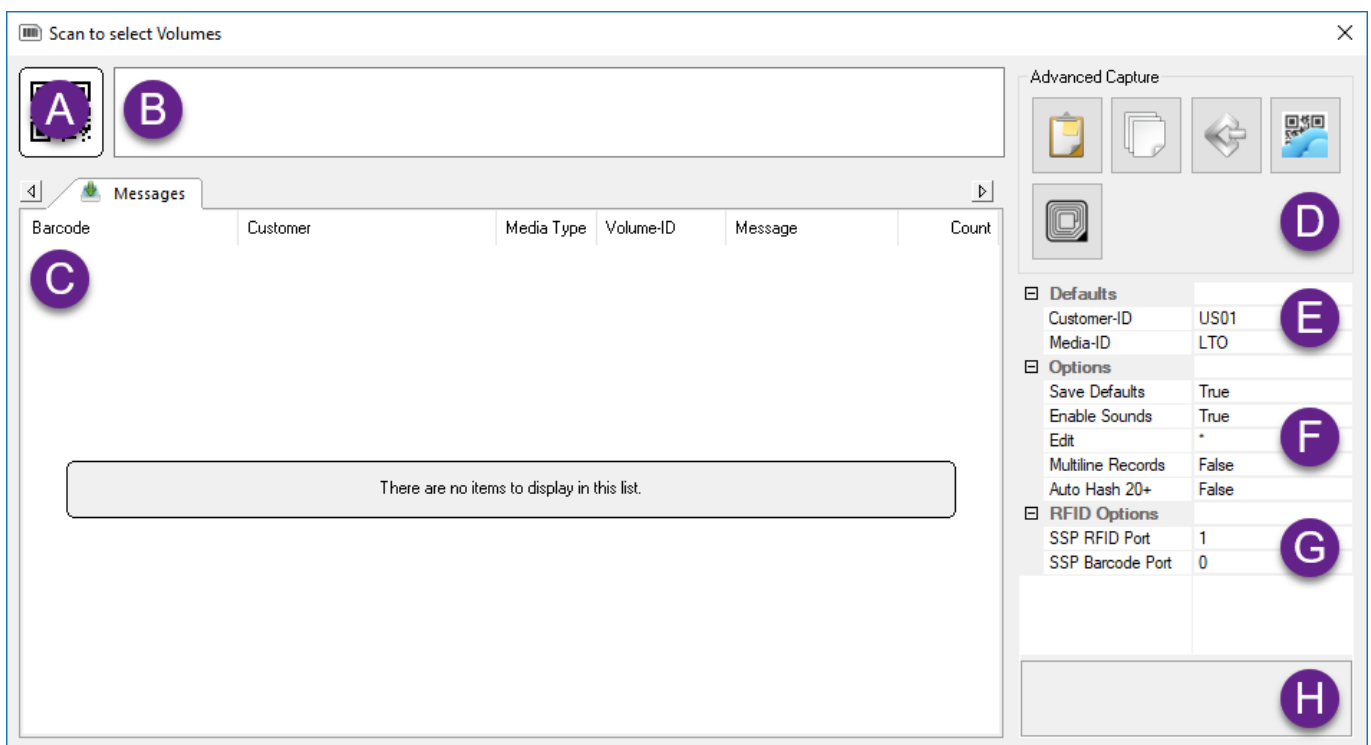 Scan to select Volumes
A
B
Advanced Capture
Messages
Barcode Customer Media Type Volume-ID Message Count
C
D
Defaults
Customer-ID US01
E
Media-ID LTO
Options
Save Defaults True
Enable Sounds True
F
Edit *
Multiline Records False
Auto Hash 20+ False
There are no items to display in this list.
RFID Options
SSP RFID Port 1
G
SSP Barcode Port 0
H